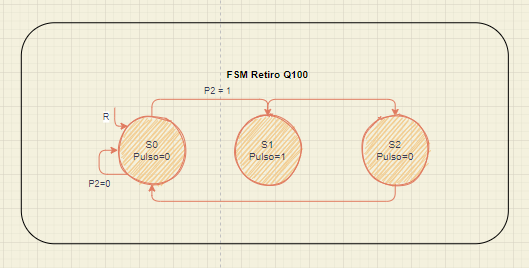 FSM Retiro Q100
P2 = 1
R
S0
Pulso=0
S1
Pulso=1
S2
Pulso=0
P2=0